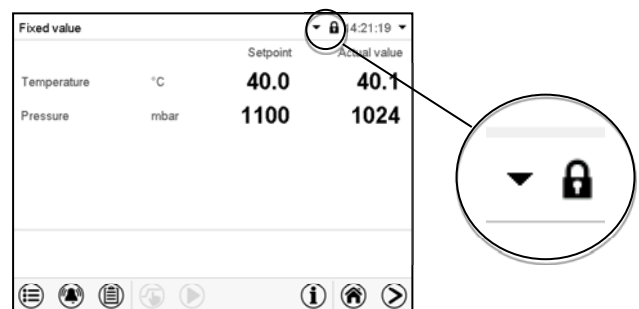 Fixed value 14:21:19
Setpoint Actual value
Temperature °C 40.0 40.1
Pressure mbar 1100 1024